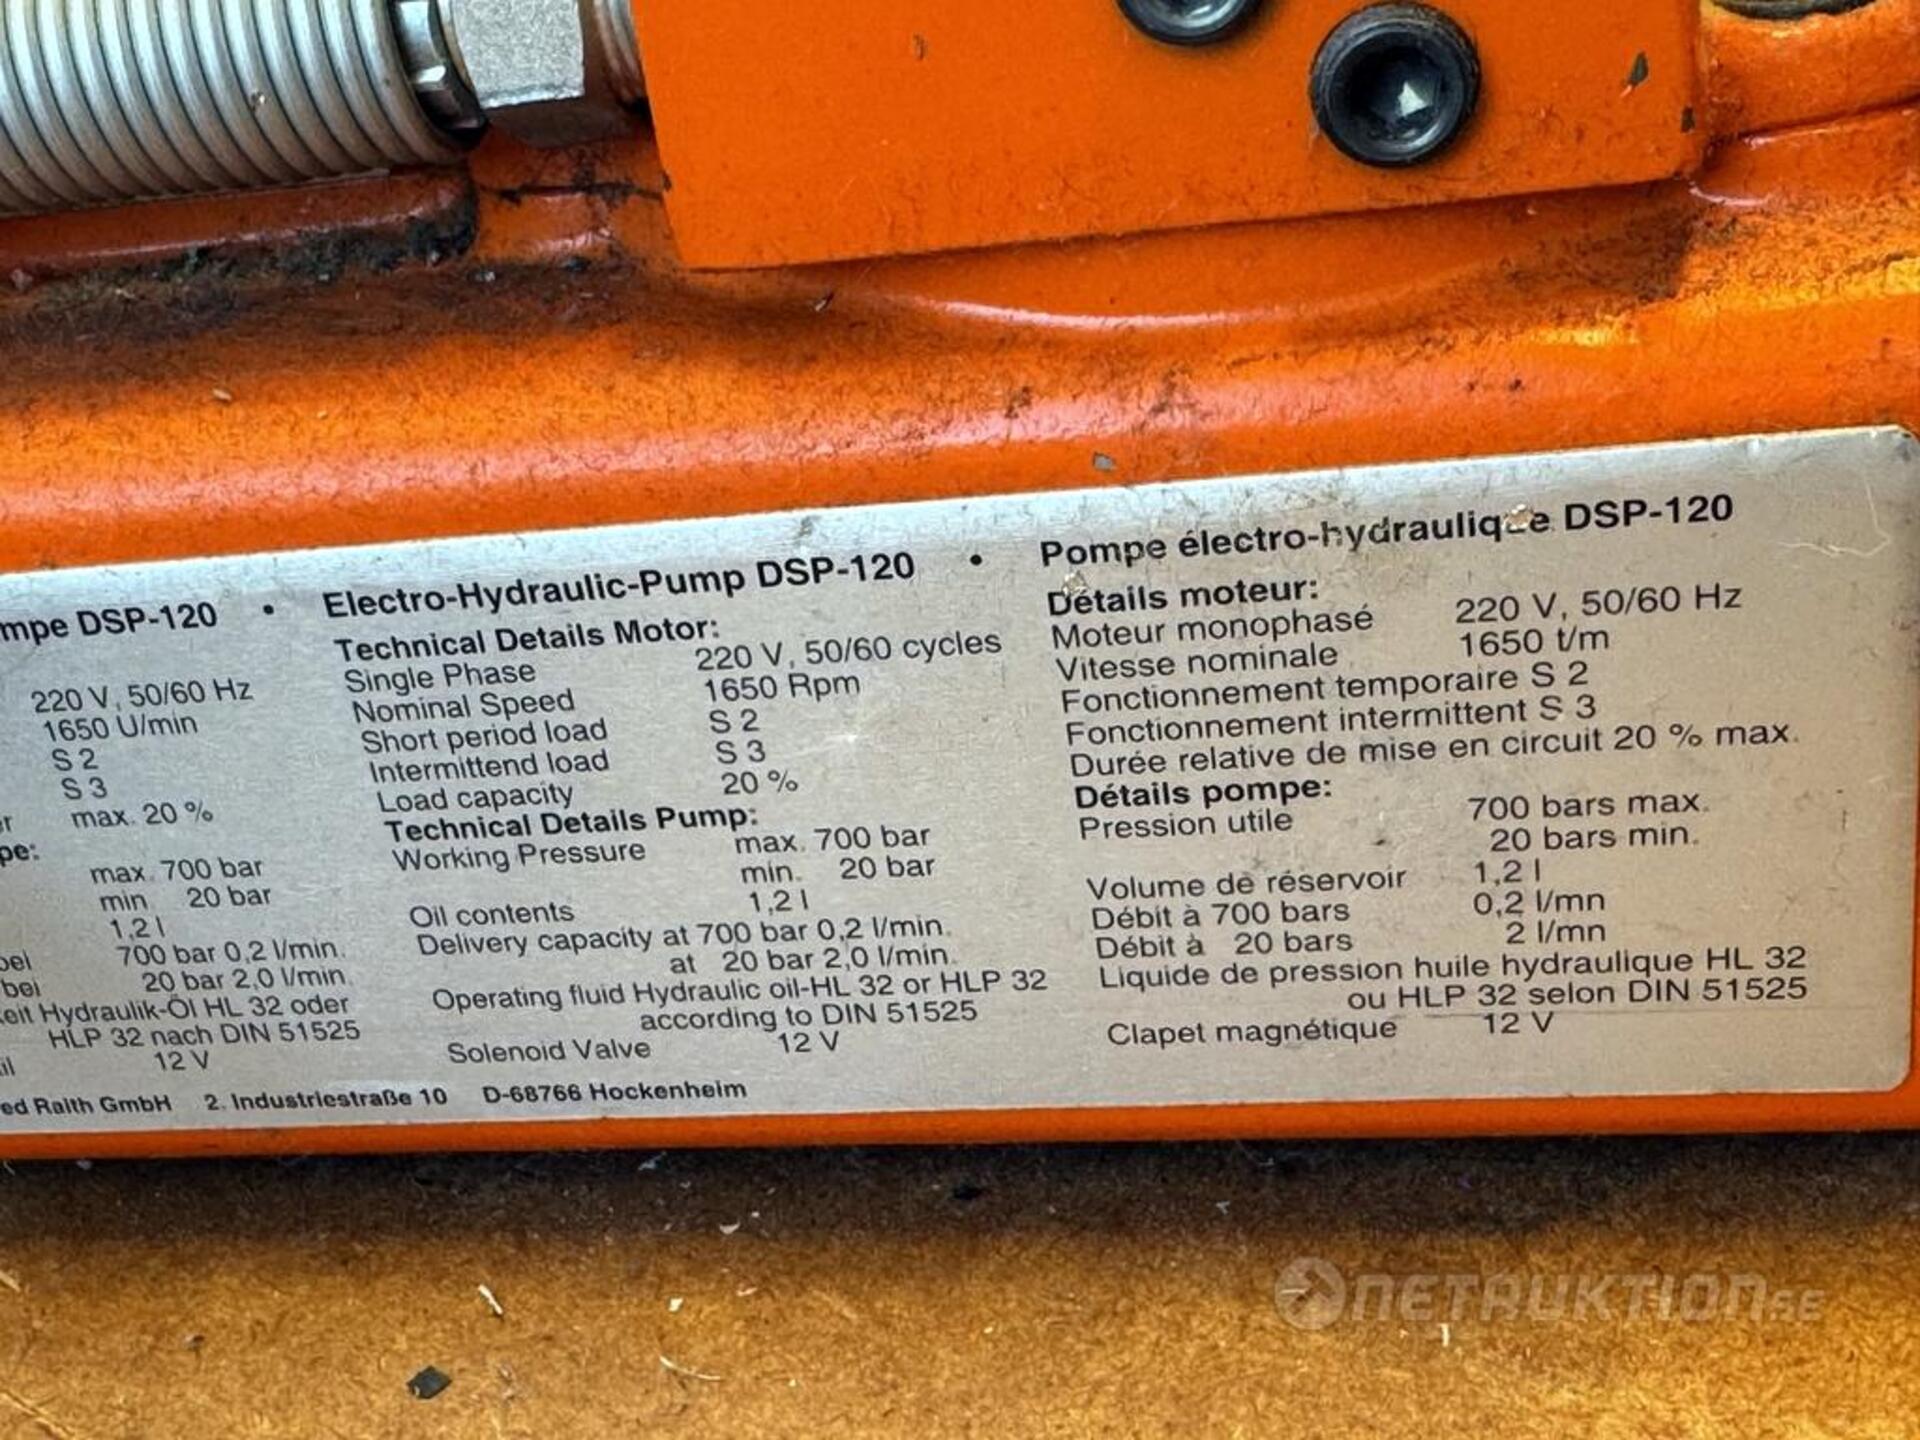 DSP-120 •
220 V, 50/60 Hz
1650 U/min
S 2
S 3
max. 20 %
max. 700 bar
min 20 bar
1,2 l
700 bar 0,2 l/min.
bei 20 bar 2,0 l/min.
Hydraulik-Öl HL 32 oder
HLP 32 nach DIN 51525
12 V
Electro-Hydraulic-Pump DSP-120 •
Technical Details Motor:
Single Phase 220 V, 50/60 cycles
Nominal Speed 1650 Rpm
Short period load S 2
Intermittend load S 3
Load capacity 20 %
Technical Details Pump:
Working Pressure max. 700 bar
min. 20 bar
Oil contents 1,2 l
Delivery capacity at 700 bar 0,2 l/min.
at 20 bar 2,0 l/min.
Operating fluid Hydraulic oil-HL 32 or HLP 32
according to DIN 51525
Solenoid Valve 12 V
Pompe électro-hydraulique DSP-120
Détails moteur:
Moteur monophasé 220 V, 50/60 Hz
Vitesse nominale 1650 t/m
Fonctionnement temporaire S 2
Fonctionnement intermittent S 3
Durée relative de mise en circuit 20 % max.
Détails pompe:
Pression utile 700 bars max.
20 bars min.
Volume de réservoir 1,2 l
Débit à 700 bars 0,2 l/mn
Débit à 20 bars 2 l/mn
Liquide de pression huile hydraulique HL 32
ou HLP 32 selon DIN 51525
Clapet magnétique 12 V
Raith GmbH 2. Industriestraße 10 D-68766 Hockenheim
NETRUKTION.SE